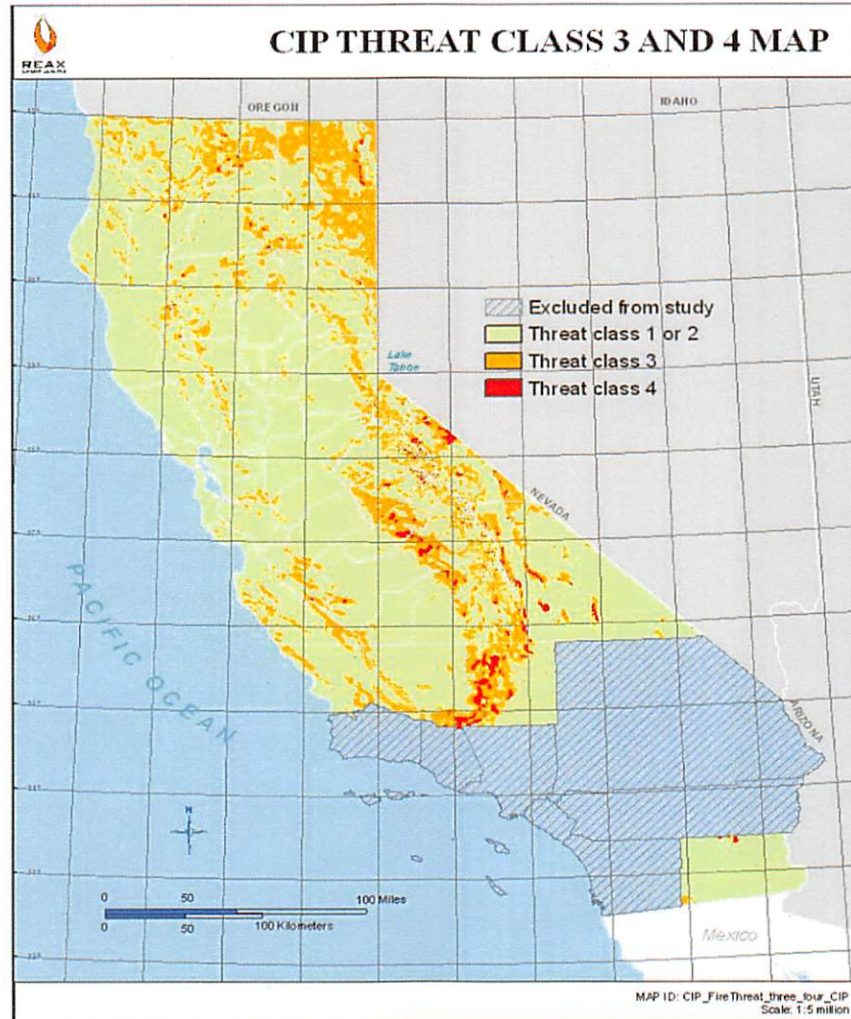 REAX
CIP THREAT CLASS 3 AND 4 MAP
OREGON
IDAHO
Excluded from study
Threat class 1 or 2
Threat class 3
Threat class 4
Lake
Tahoe
UTAH
NEVADA
PACIFIC OCEAN
ARIZONA
N
0 50 100 Miles
0 50 100 Kilometers
Mexico
MAP ID: CIP_FireThreat_three_four_CIP
Scale: 1:5 million